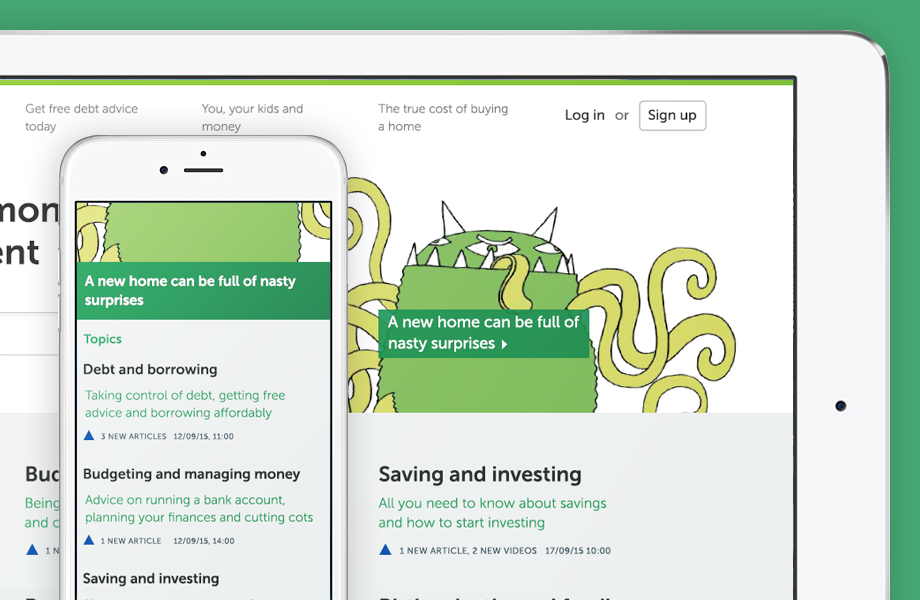 Get free debt advice
today
You, your kids and
money
The true cost of buying
a home
Log in or Sign up
A new home can be full of nasty
surprises
Topics
Debt and borrowing
Taking control of debt, getting free
advice and borrowing affordably
3 NEW ARTICLES 12/09/15, 11:00
Budgeting and managing money
Advice on running a bank account,
planning your finances and cutting cots
1 NEW ARTICLE 12/09/15, 14:00
Saving and investing
A new home can be full of
nasty surprises
Being
and
Saving and investing
All you need to know about savings
and how to start investing
1 NEW ARTICLE, 2 NEW VIDEOS 17/09/15 10:00